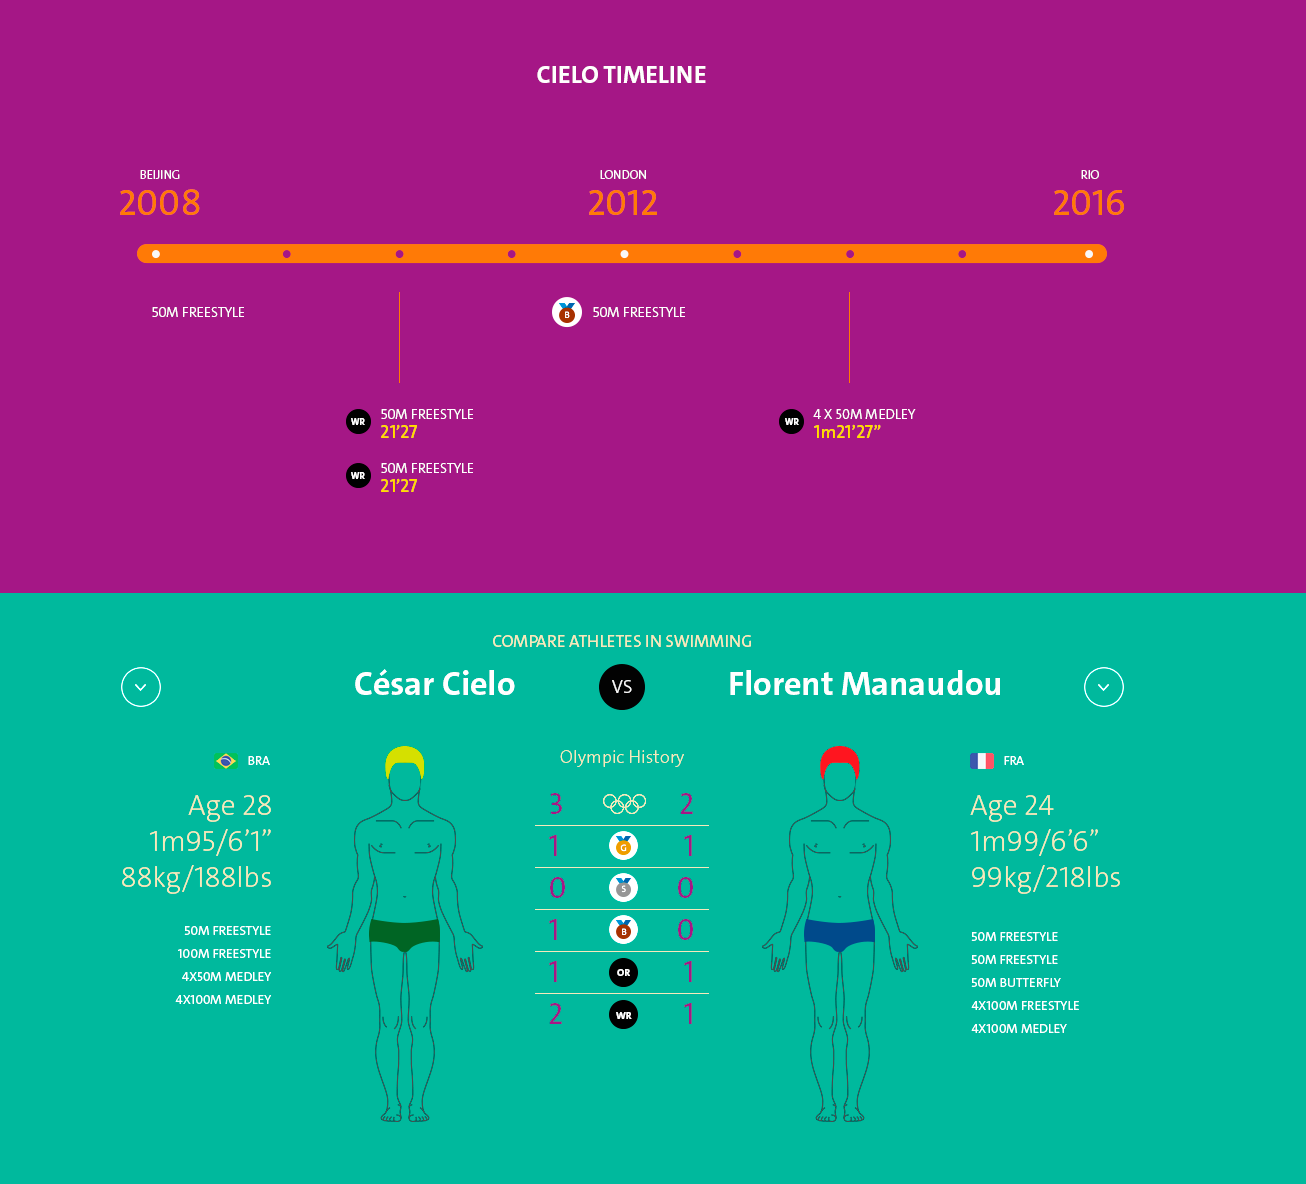 CIELO TIMELINE
BEIJING
2008
LONDON
2012
RIO
2016
50M FREESTYLE
B
50M FREESTYLE
WR
50M FREESTYLE
21’27
WR
50M FREESTYLE
21’27
WR
4 X 50M MEDLEY
1m21’27”
COMPARE ATHLETES IN SWIMMING
César Cielo
VS
Florent Manaudou
BRA
Age 28
1m95/6’1”
88kg/188lbs
50M FREESTYLE
100M FREESTYLE
4X50M MEDLEY
4X100M MEDLEY
Olympic History
3 2
1 G 1
0 S 0
1 B 0
1 OR 1
2 WR 1
FRA
Age 24
1m99/6’6”
99kg/218lbs
50M FREESTYLE
50M FREESTYLE
50M BUTTERFLY
4X100M FREESTYLE
4X100M MEDLEY